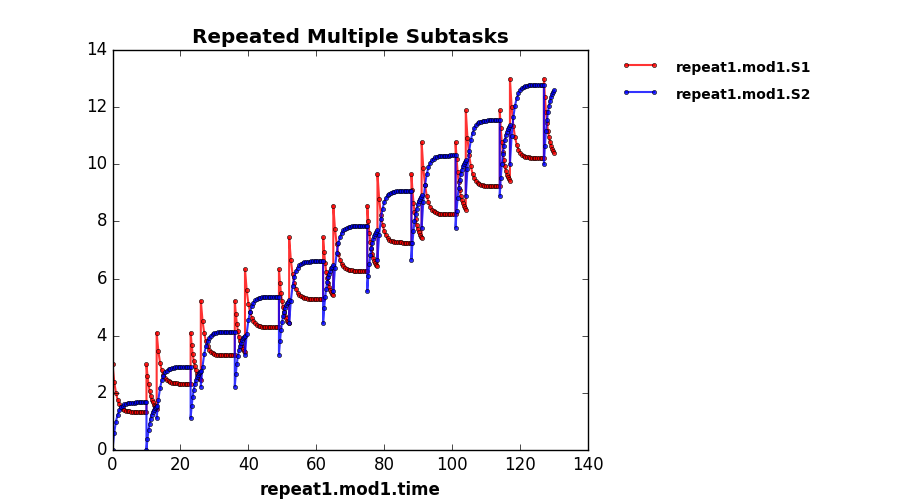 Repeated Multiple Subtasks
14
12
10
8
6
4
2
0
0 20 40 60 80 100 120 140
repeat1.mod1.time
repeat1.mod1.S1
repeat1.mod1.S2